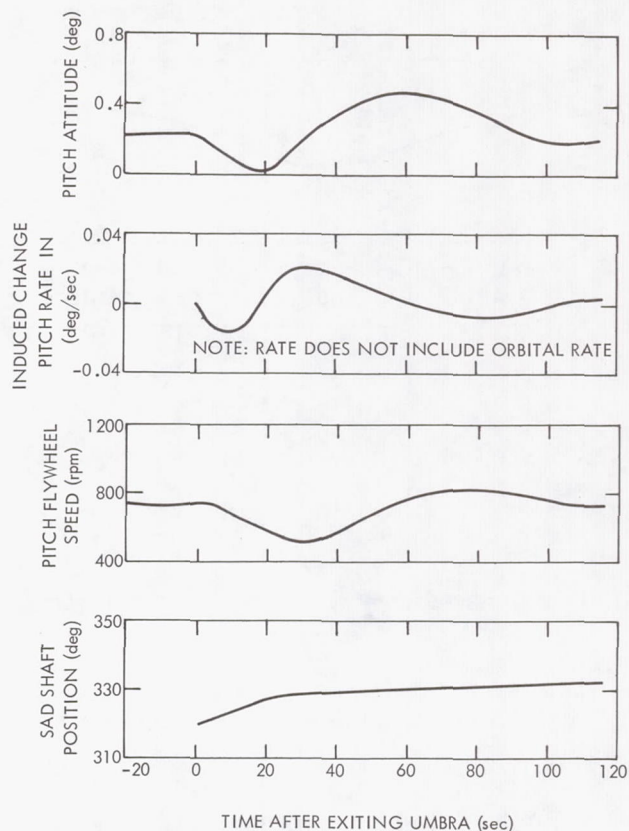 PITCH ATTITUDE (deg)
0.8
0.4
0
INDUCED CHANGE
PITCH RATE IN
(deg/sec)
0.04
0
-0.04
NOTE: RATE DOES NOT INCLUDE ORBITAL RATE
PITCH FLYWHEEL
SPEED (rpm)
1200
800
400
SAD SHAFT
POSITION (deg)
350
330
310
-20 0 20 40 60 80 100 120
TIME AFTER EXITING UMBRA (sec)